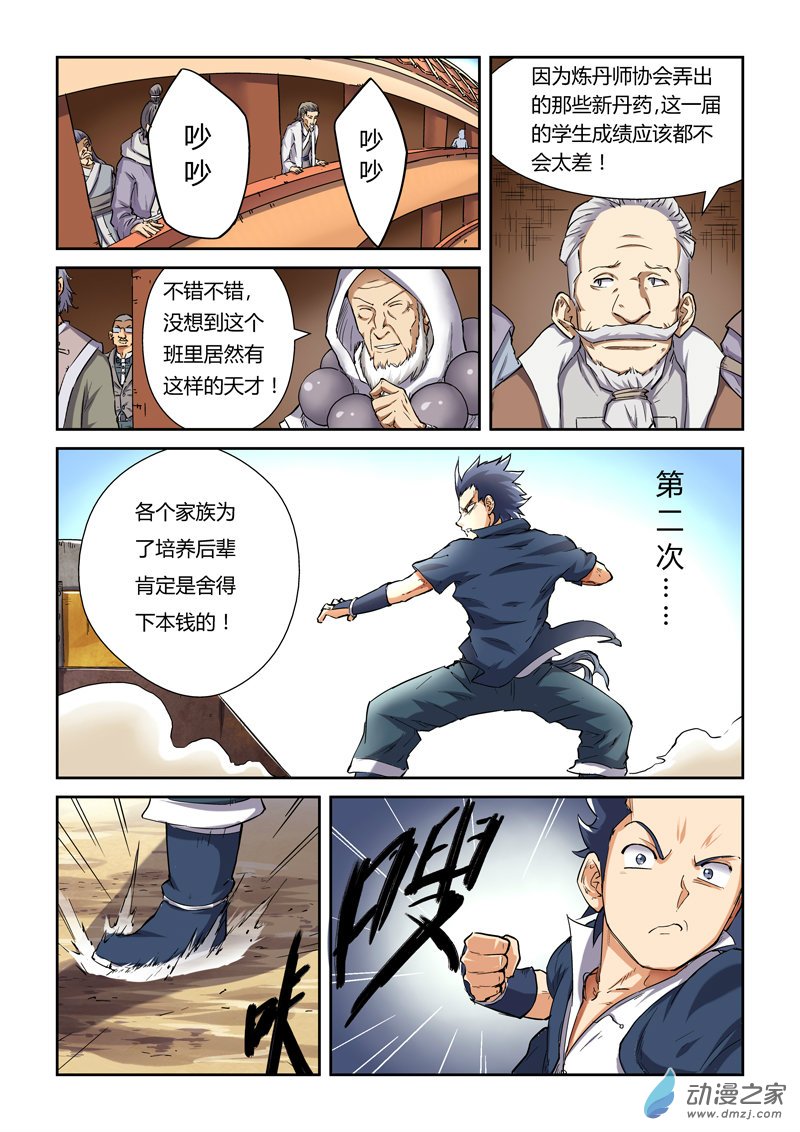 吵
吵
吵
吵
因为炼丹师协会弄出
的那些新丹药，这一届
的学生成绩应该都不
会太差！
不错不错，
没想到这个
班里居然有
这样的天才！
各个家族为
了培养后辈
肯定是舍得
下本钱的！
第二次……
咔
嗖
动漫之家
www.dmzj.com